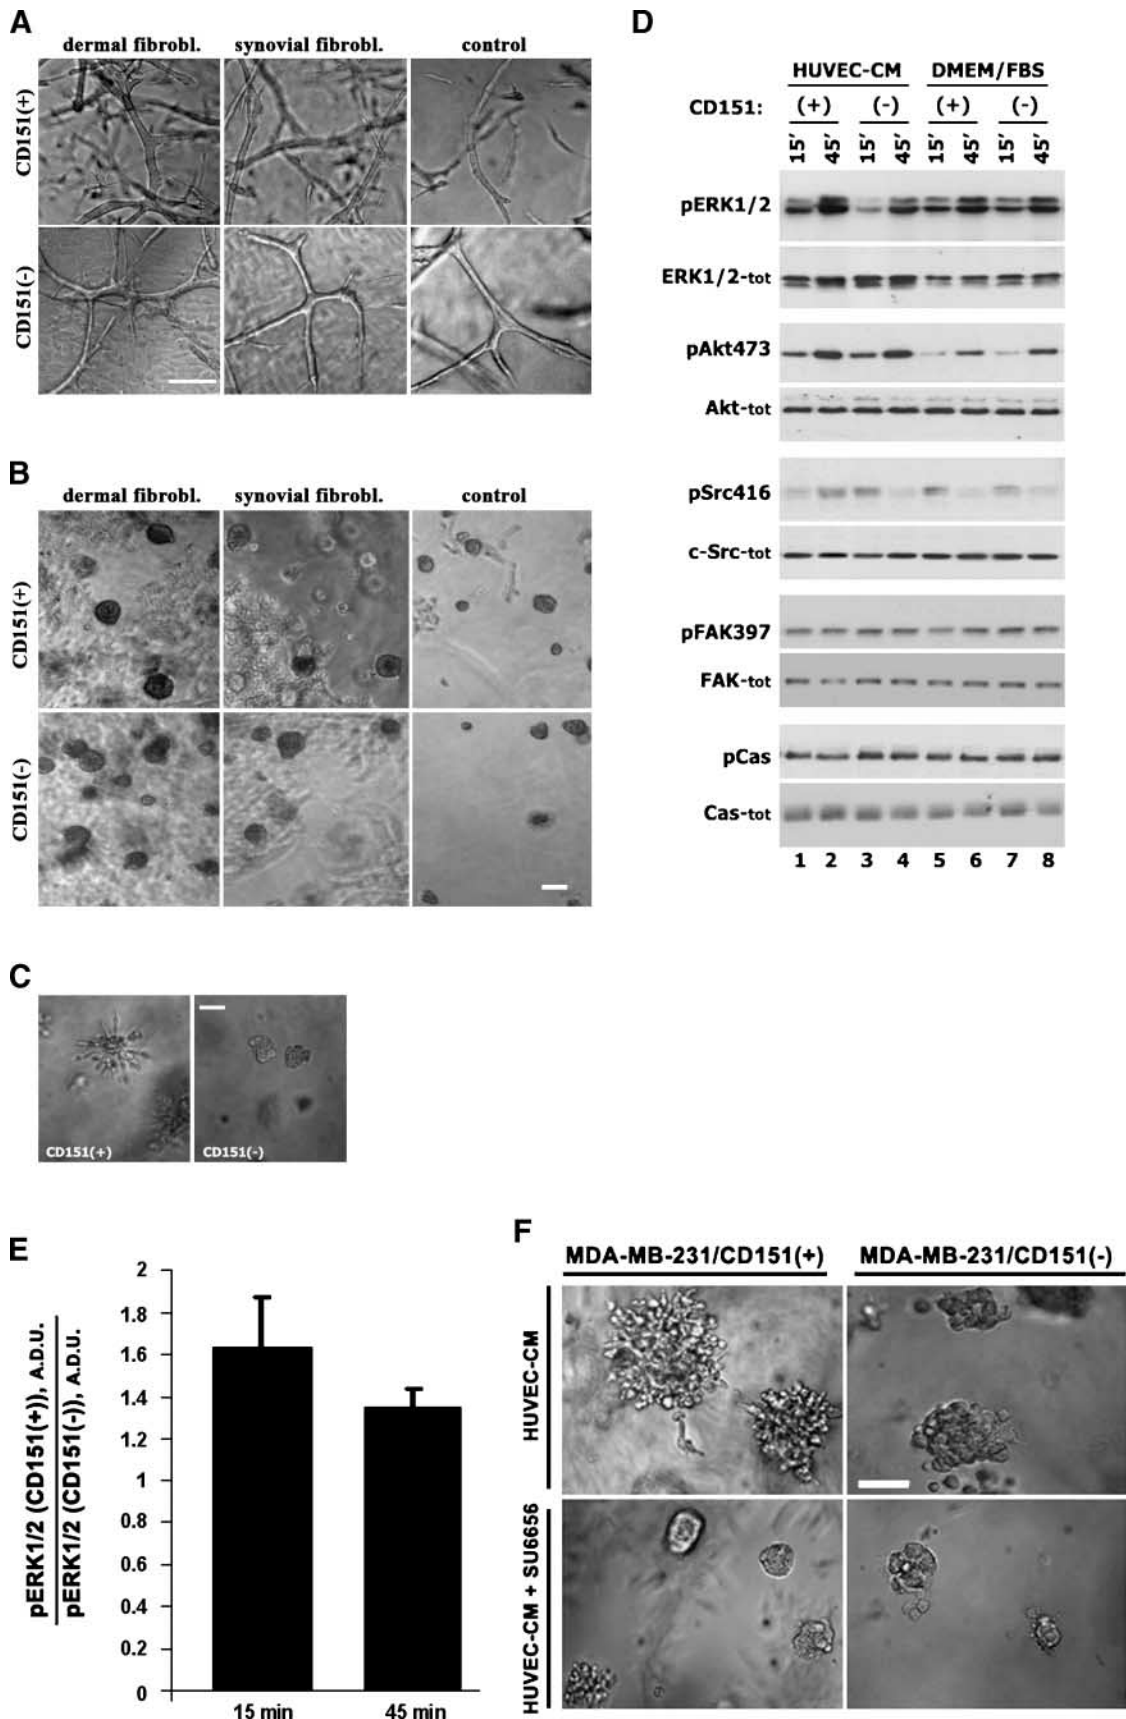 A
dermal fibrobl. synovial fibrobl. control
CD151(+)
CD151(-)
B
dermal fibrobl. synovial fibrobl. control
CD151(+)
CD151(-)
C
CD151(+) CD151(-)
D
HUVEC-CM DMEM/FBS
CD151: (+) (-) (+) (-)
15′ 45′ 15′ 45′ 15′ 45′ 15′ 45′
pERK1/2
ERK1/2-tot
pAkt473
Akt-tot
pSrc416
c-Src-tot
pFAK397
FAK-tot
pCas
Cas-tot
1 2 3 4 5 6 7 8
E
pERK1/2 (CD151(+)), A.D.U.
pERK1/2 (CD151(-)), A.D.U.
2
1.8
1.6
1.4
1.2
1
0.8
0.6
0.4
0.2
0
15 min 45 min
F
MDA-MB-231/CD151(+) MDA-MB-231/CD151(-)
HUVEC-CM
HUVEC-CM + SU6656